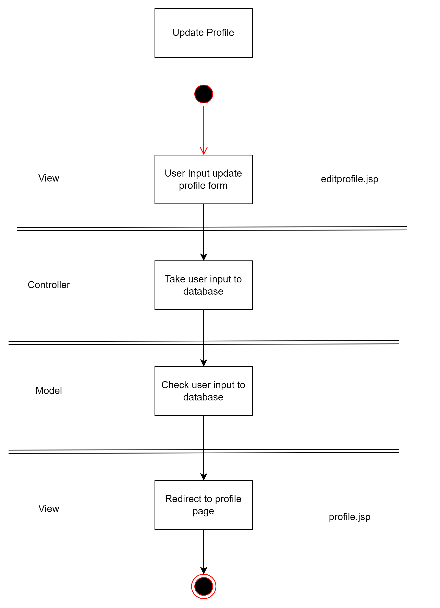 Update Profile
View
User Input update
profile form
editprofile.jsp
Controller
Take user input to
database
Model
Check user input to
database
View
Redirect to profile
page
profile.jsp